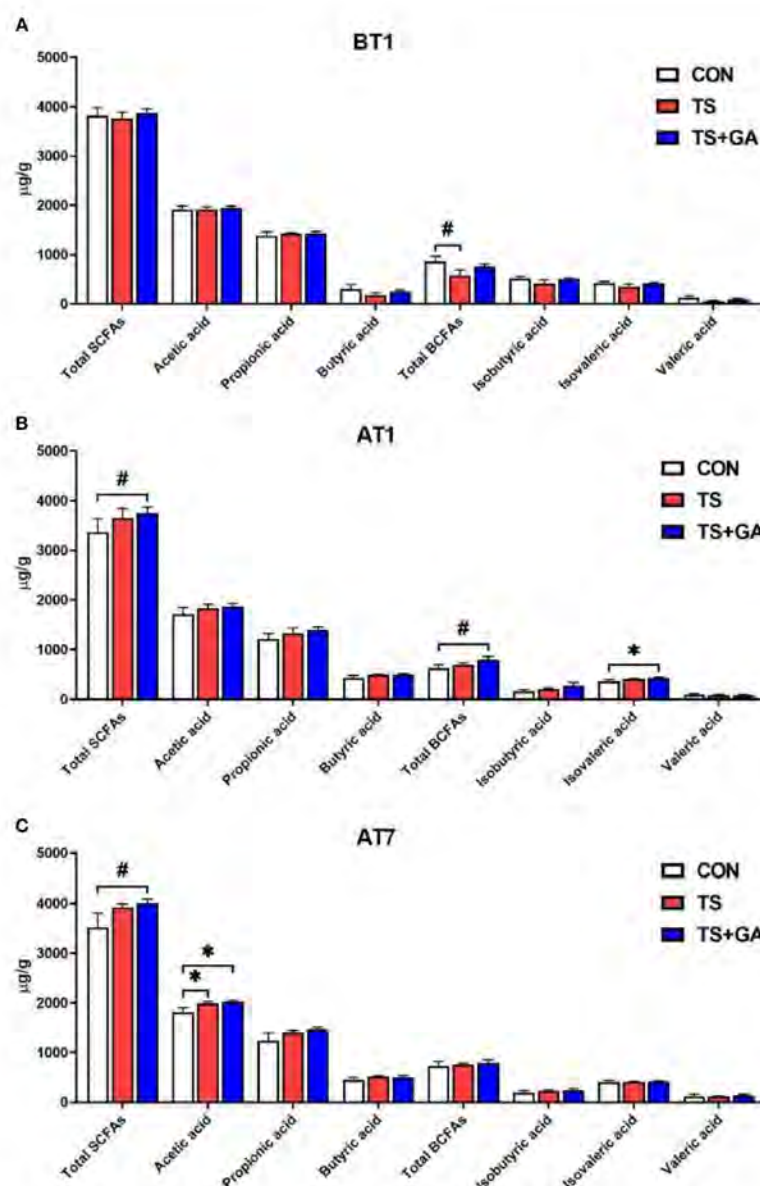 A
BT1
5000
4000
3000
2000
1000
0
µg/g
CON
TS
TS+GA
#
Total SCFAs
Acetic acid
Propionic acid
Butyric acid
Total BCFAs
Isobutyric acid
Isovaleric acid
Valeric acid
B
AT1
5000
4000
3000
2000
1000
0
µg/g
CON
TS
TS+GA
#
#
*
Total SCFAs
Acetic acid
Propionic acid
Butyric acid
Total BCFAs
Isobutyric acid
Isovaleric acid
Valeric acid
C
AT7
5000
4000
3000
2000
1000
0
µg/g
CON
TS
TS+GA
#
*
*
Total SCFAs
Acetic acid
Propionic acid
Butyric acid
Total BCFAs
Isobutyric acid
Isovaleric acid
Valeric acid